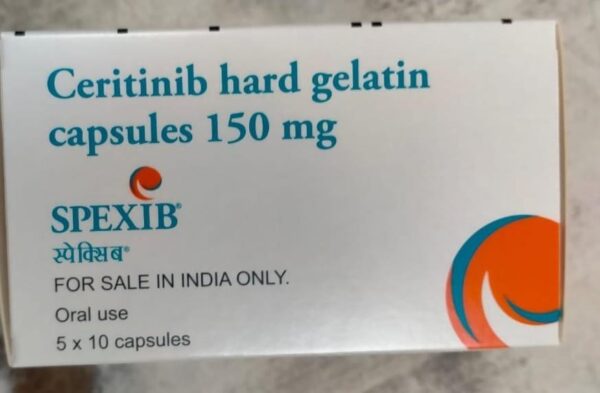 Ceritinib hard gelatin
capsules 150 mg
SPEXIB®
स्पेक्सिब®
FOR SALE IN INDIA ONLY.
Oral use
5 x 10 capsules